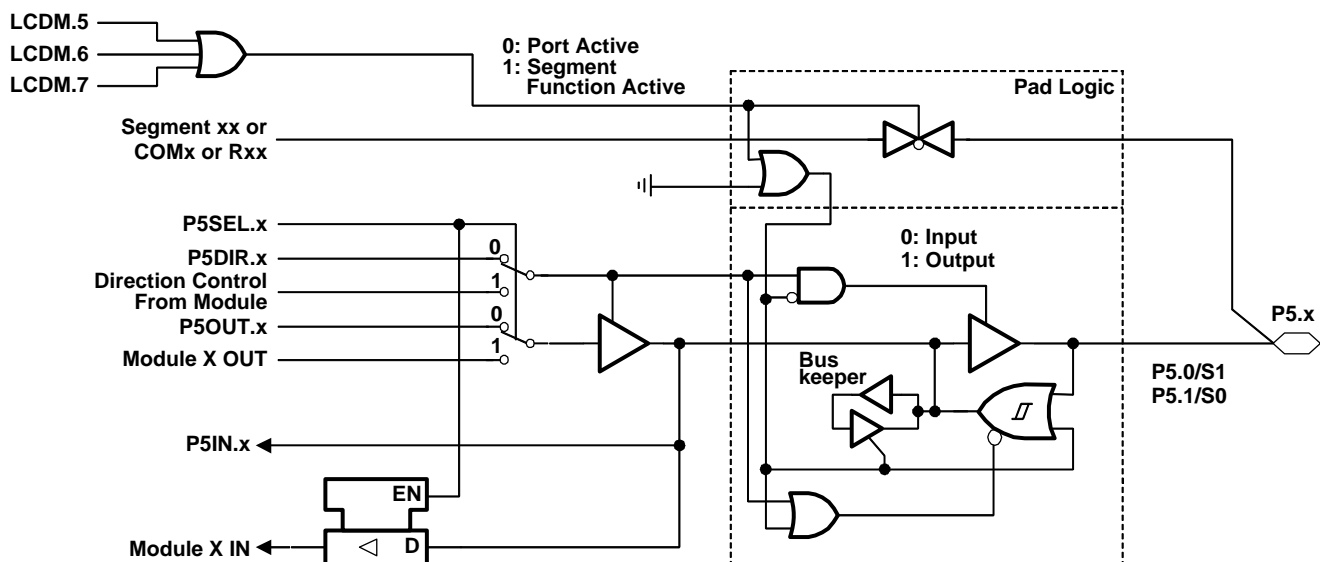 LCDM.5
LCDM.6
LCDM.7
0: Port Active
1: Segment
Function Active
Pad Logic
Segment xx or
COMx or Rxx
P5SEL.x
0: Input
1: Output
P5DIR.x
0
Direction Control
From Module
1
P5OUT.x
0
Module X OUT
1
P5.x
Bus
keeper
P5.0/S1
P5.1/S0
P5IN.x
EN
Module X IN
D